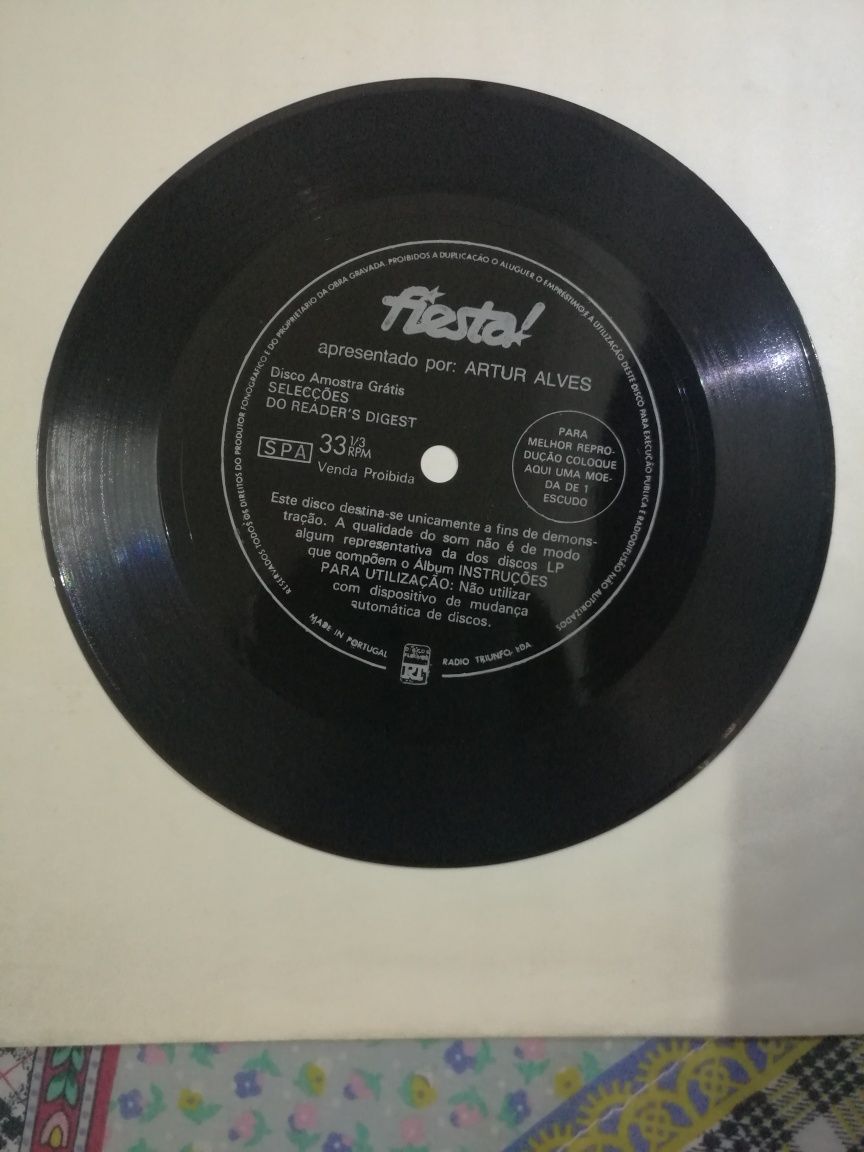 RESERVADOS TODOS OS DIREITOS DO PRODUTOR FONOGRÁFICO E DO PROPRIETÁRIO DA OBRA GRAVADA. PROIBIDOS A DUPLICAÇÃO O ALUGUER O EMPRÉSTIMO E A UTILIZAÇÃO DESTE DISCO PARA EXECUÇÃO PÚBLICA E RADIODIFUSÃO NÃO AUTORIZADOS
fiesta!
apresentado por: ARTUR ALVES
Disco Amostra Grátis
SELECÇÕES
DO READER'S DIGEST
SPA 33 1/3 RPM
Venda Proibida
PARA
MELHOR REPRO-
DUÇÃO COLOQUE
AQUI UMA MOE-
DA DE 1
ESCUDO
Este disco destina-se unicamente a fins de demons-
tração. A qualidade do som não é de modo
algum representativa da dos discos LP
que compõem o Álbum INSTRUÇÕES
PARA UTILIZAÇÃO: Não utilizar
com dispositivo de mudança
automática de discos.
MADE IN PORTUGAL
RT
RADIO TRIUNFO, LDA